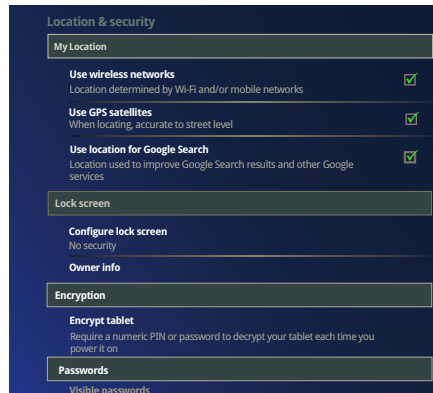 Location & security
My Location
Use wireless networks
Location determined by Wi-Fi and/or mobile networks
Use GPS satellites
When locating, accurate to street level
Use location for Google Search
Location used to improve Google Search results and other Google
services
Lock screen
Configure lock screen
No security
Owner info
Encryption
Encrypt tablet
Require a numeric PIN or password to decrypt your tablet each time you
power it on
Passwords
Visible passwords